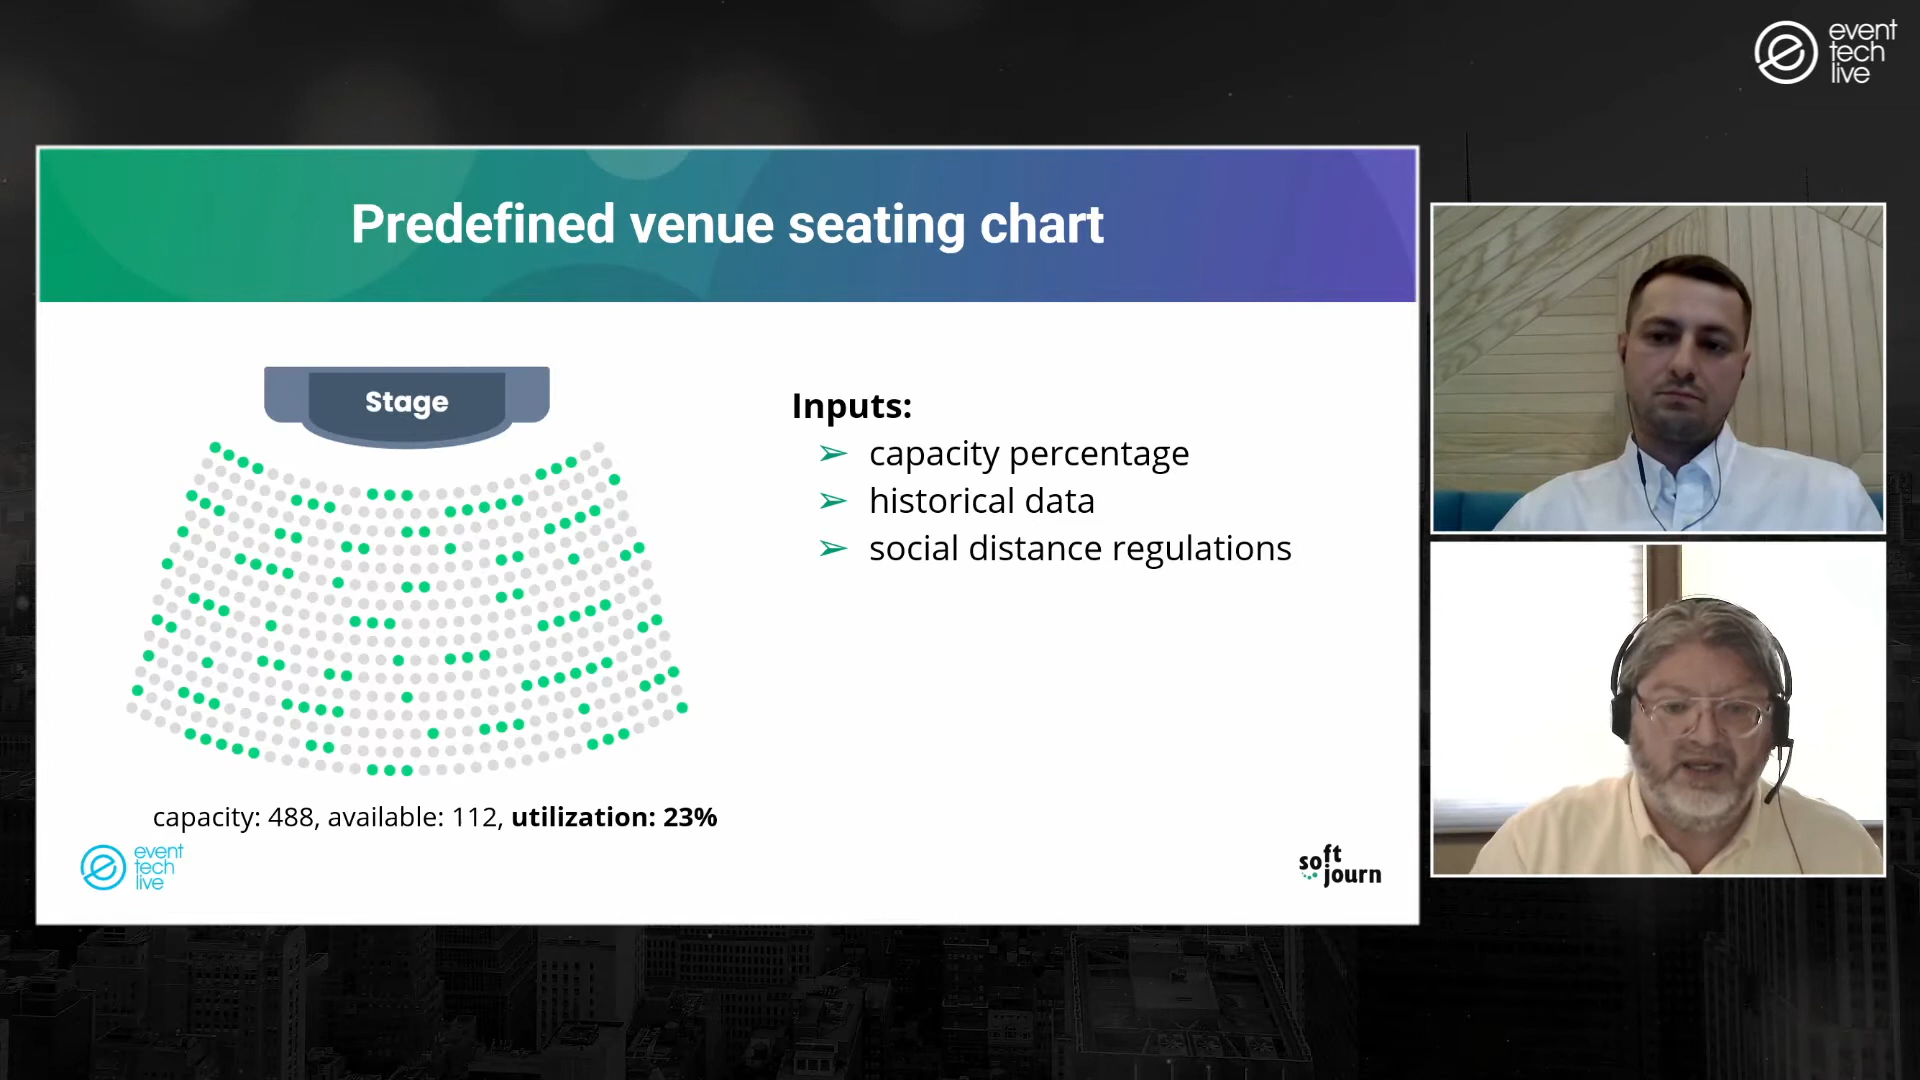 event
tech
live
Predefined venue seating chart
Stage
Inputs:
➢ capacity percentage
➢ historical data
➢ social distance regulations
capacity: 488, available: 112, utilization: 23%
event
tech
live
soft
journ